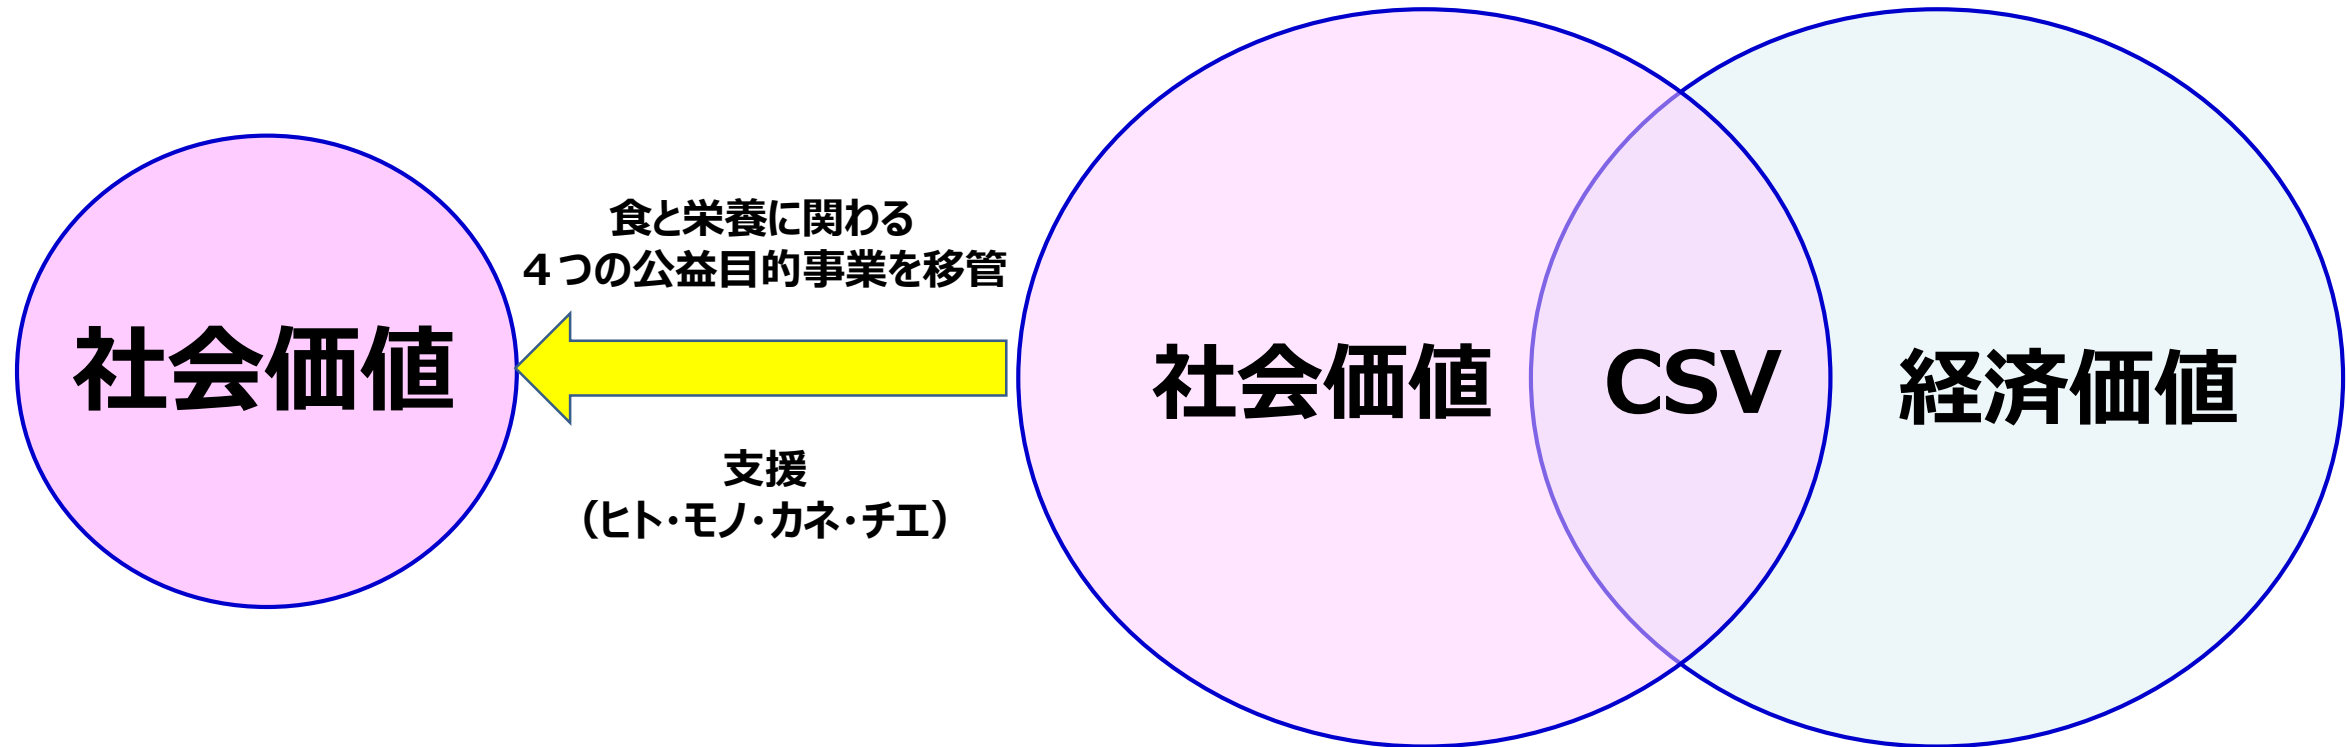 社会価値
食と栄養に関わる
４つの公益目的事業を移管
支援
（ヒト・モノ・カネ・チエ）
社会価値
CSV
経済価値